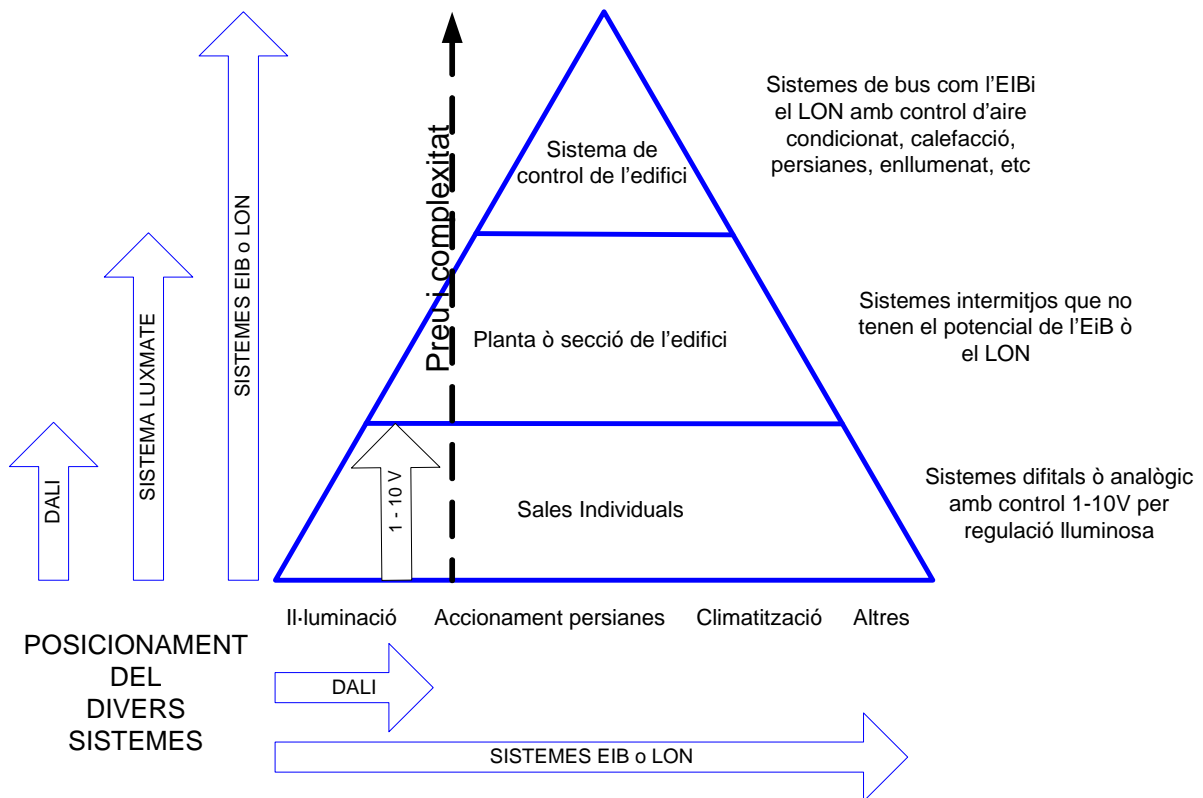 Sistemes de bus com l'EIBi
el LON amb control d'aire
condicionat, calefacció,
persianes, enllumenat, etc
Sistema de
control de l'edifici
Preu i complexitat
SISTEMES EIB o LON
SISTEMA LUXMATE
DALI
Planta ò secció de l'edifici
Sistemes intermitjos que no
tenen el potencial de l'EiB ò
el LON
1 - 10 V
Sales Individuals
Sistemes difitals ò analògic
amb control 1-10V per
regulació lluminosa
Il·luminació Accionament persianes Climatització Altres
POSICIONAMENT
DEL
DIVERS
SISTEMES
DALI
SISTEMES EIB o LON